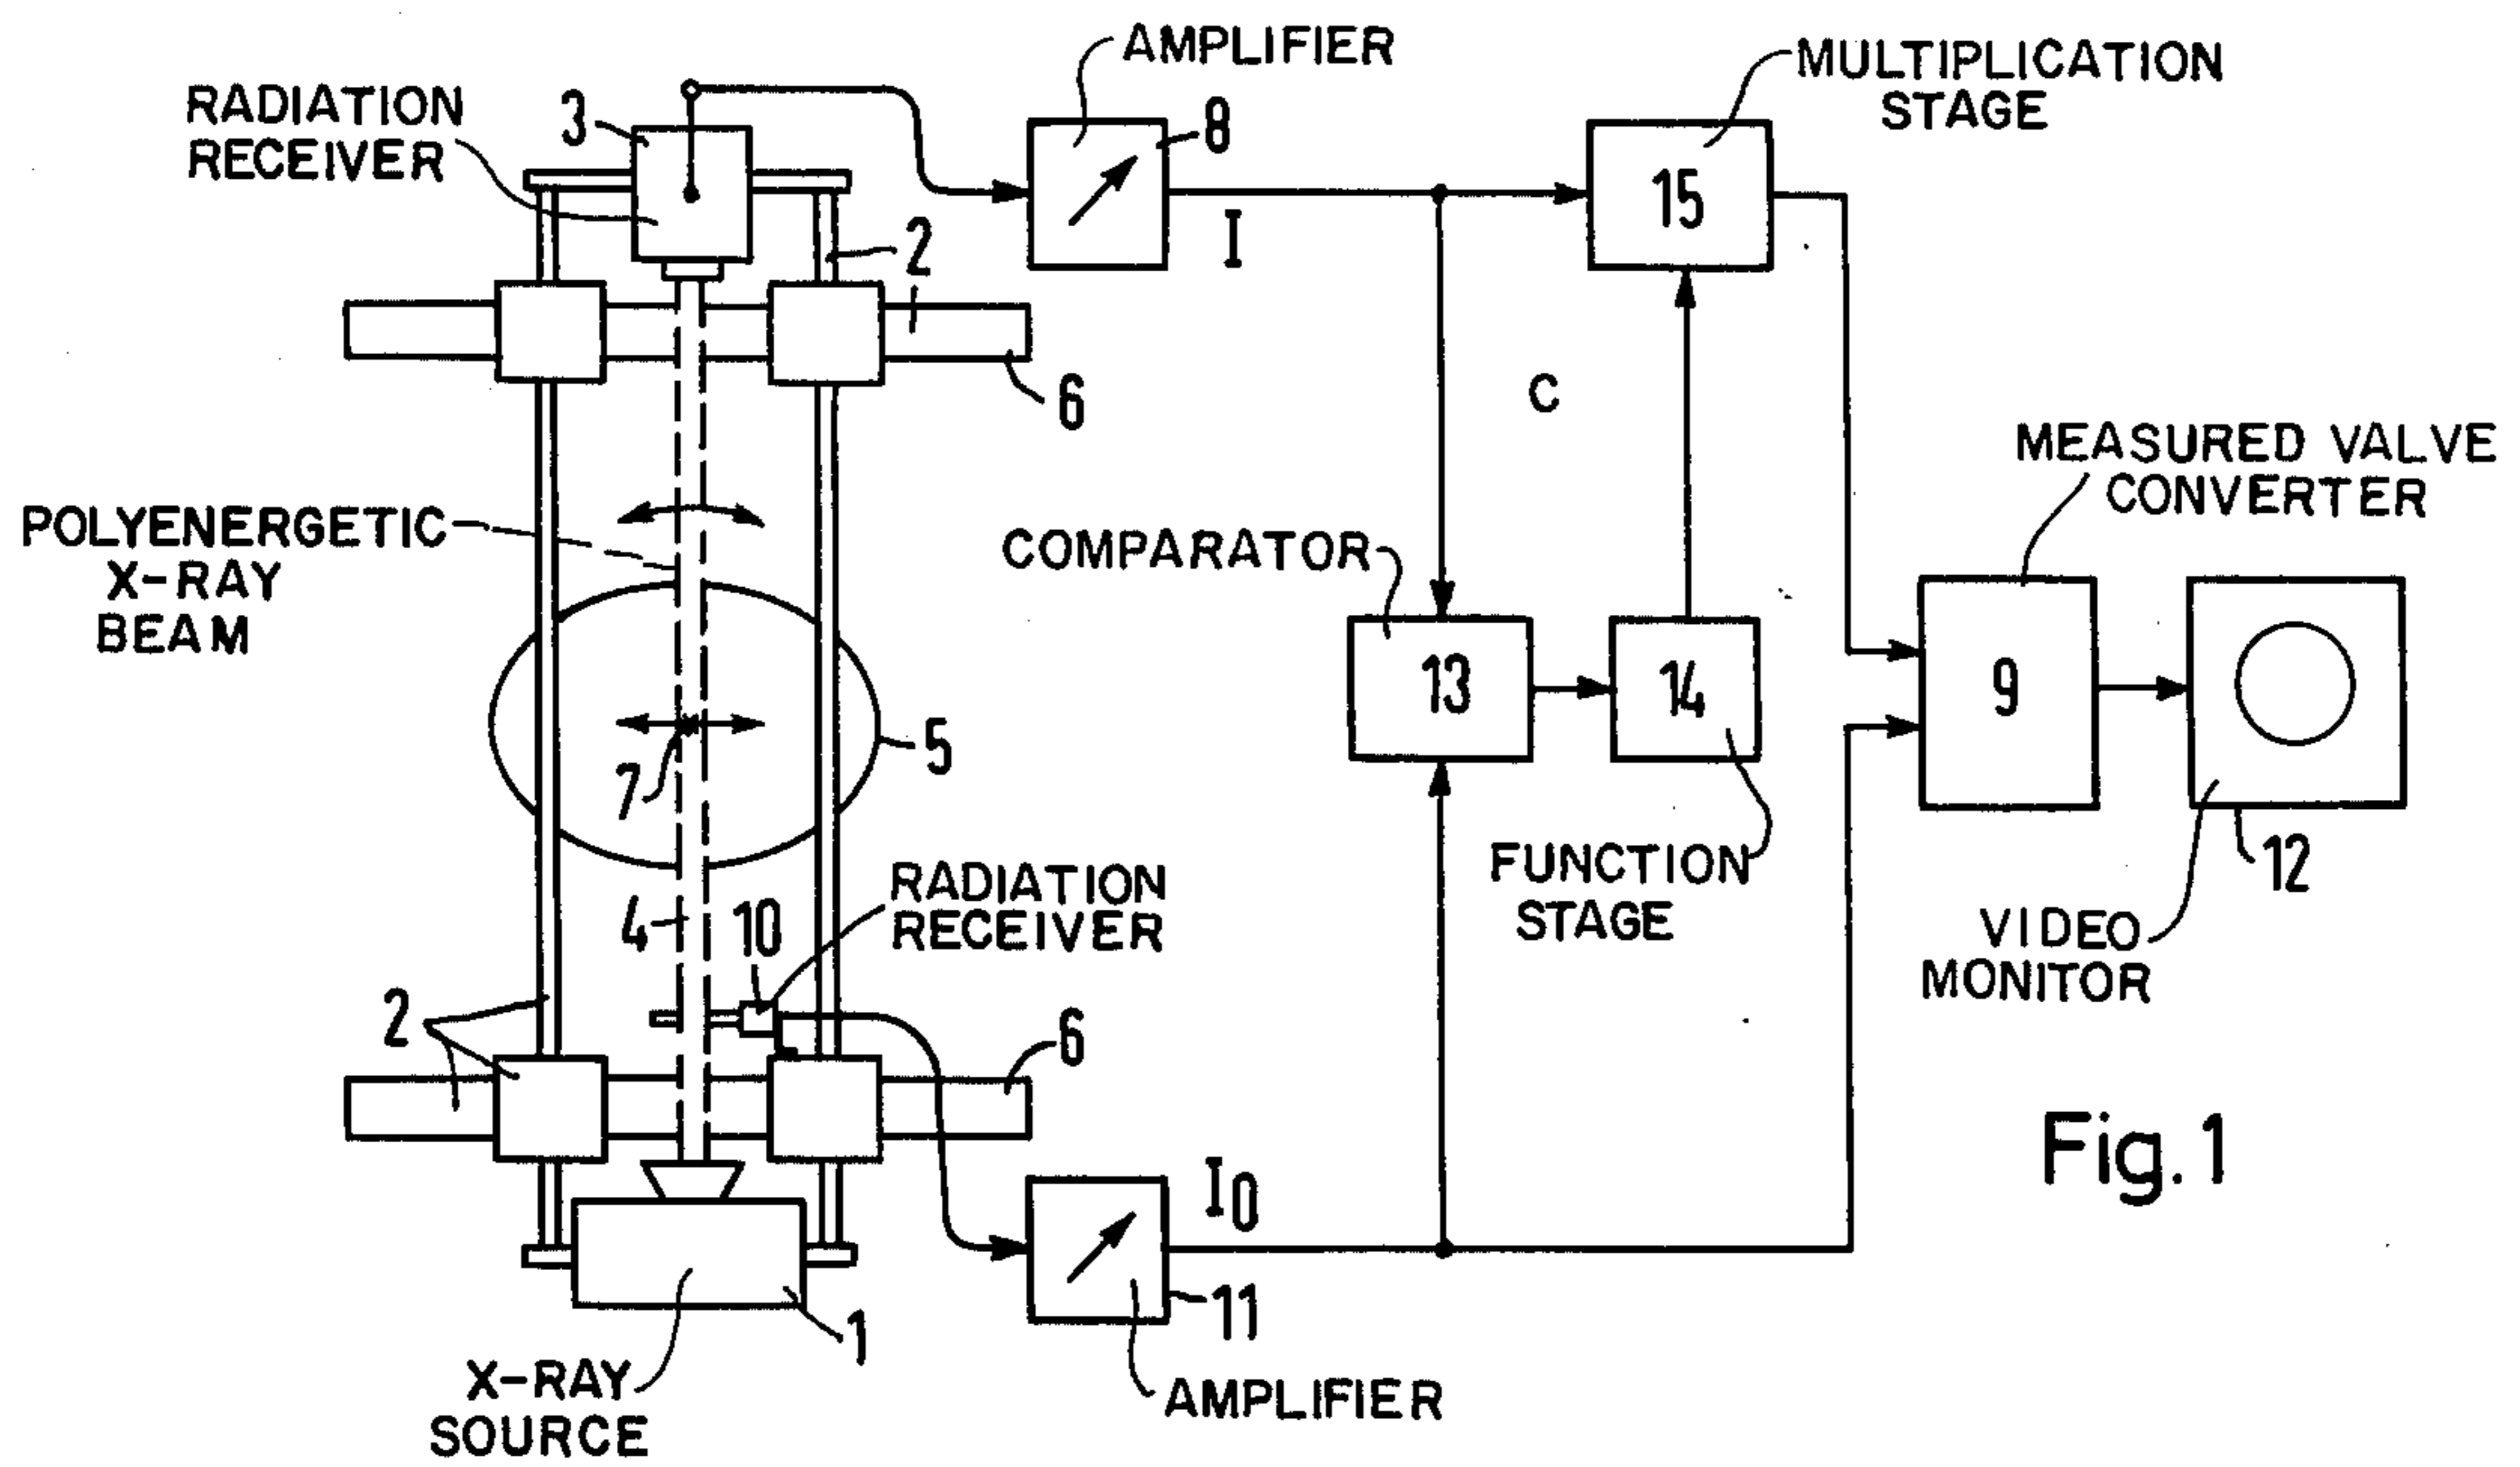 AMPLIFIER
MULTIPLICATION
STAGE
RADIATION
RECEIVER
3
8
15
I
2
6
C
MEASURED VALVE
CONVERTER
POLYENERGETIC
X-RAY
BEAM
COMPARATOR
13
14
9
5
7
FUNCTION
STAGE
12
VIDEO
MONITOR
RADIATION
RECEIVER
4
10
2
6
I0
Fig.1
11
1
X-RAY
SOURCE
AMPLIFIER